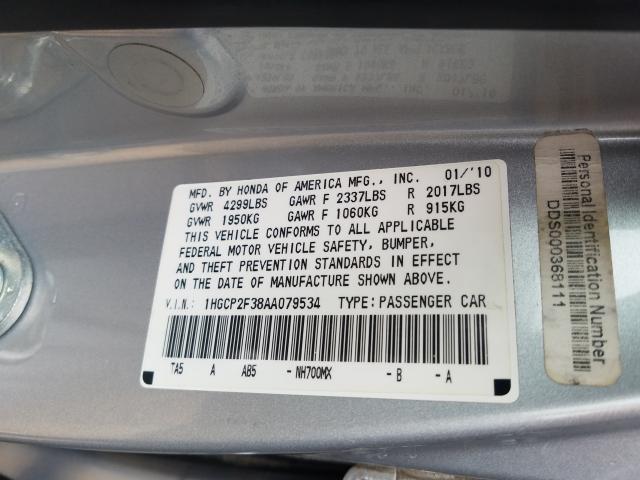 MFD. BY HONDA OF AMERICA MFG., INC. 01/'10
GVWR 4299LBS GAWR F 2337LBS R 2017LBS
GVWR 1950KG GAWR F 1060KG R 915KG
THIS VEHICLE CONFORMS TO ALL APPLICABLE
FEDERAL MOTOR VEHICLE SAFETY, BUMPER,
AND THEFT PREVENTION STANDARDS IN EFFECT
ON THE DATE OF MANUFACTURE SHOWN ABOVE.
V.I.N.: 1HGCP2F38AA079534 TYPE: PASSENGER CAR
TA5 A AB5 - NH700MX - B - A
Personal Identification Number
DDS000368111